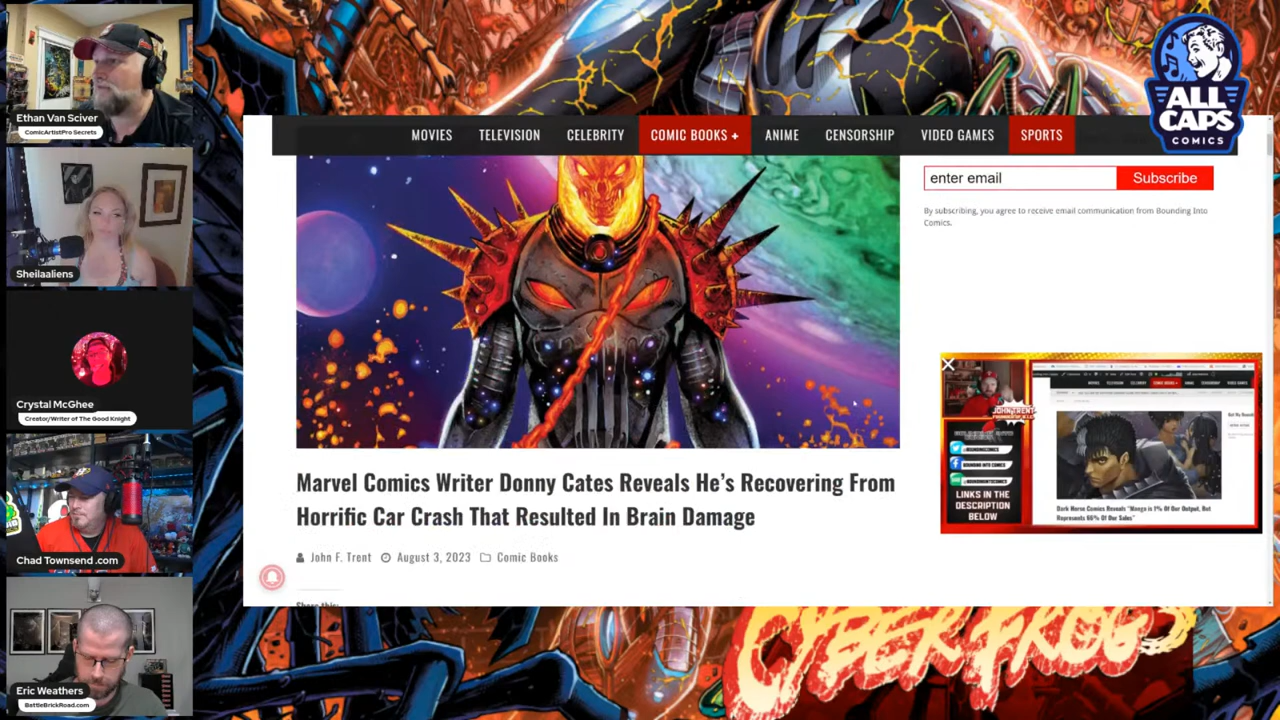 Ethan Van Sciver
ComicArtistPro Secrets
Sheilaaliens
Crystal McGhee
Creator/Writer of The Good Knight
Chad Townsend .com
Eric Weathers
BattleBrickRoad.com
MOVIES TELEVISION CELEBRITY COMIC BOOKS + ANIME CENSORSHIP VIDEO GAMES SPORTS
ALL
CAPS
COMICS
enter email Subscribe
By subscribing, you agree to receive email communication from Bounding Into
Comics.
JOHN TRENT
LINKS IN THE
DESCRIPTION
BELOW
Dark Horse Comics Reveals "Manga is 1% Of Our Output, But
Represents 66% Of Our Sales"
Marvel Comics Writer Donny Cates Reveals He's Recovering From
Horrific Car Crash That Resulted In Brain Damage
John F. Trent August 3, 2023 Comic Books
CYBERFROG